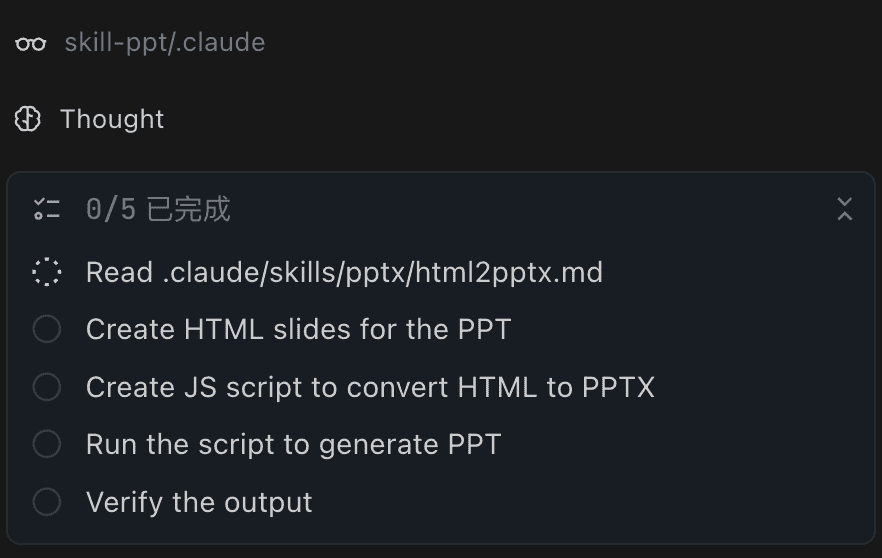 skill-ppt/.claude
Thought
0/5 已完成
Read .claude/skills/pptx/html2pptx.md
Create HTML slides for the PPT
Create JS script to convert HTML to PPTX
Run the script to generate PPT
Verify the output